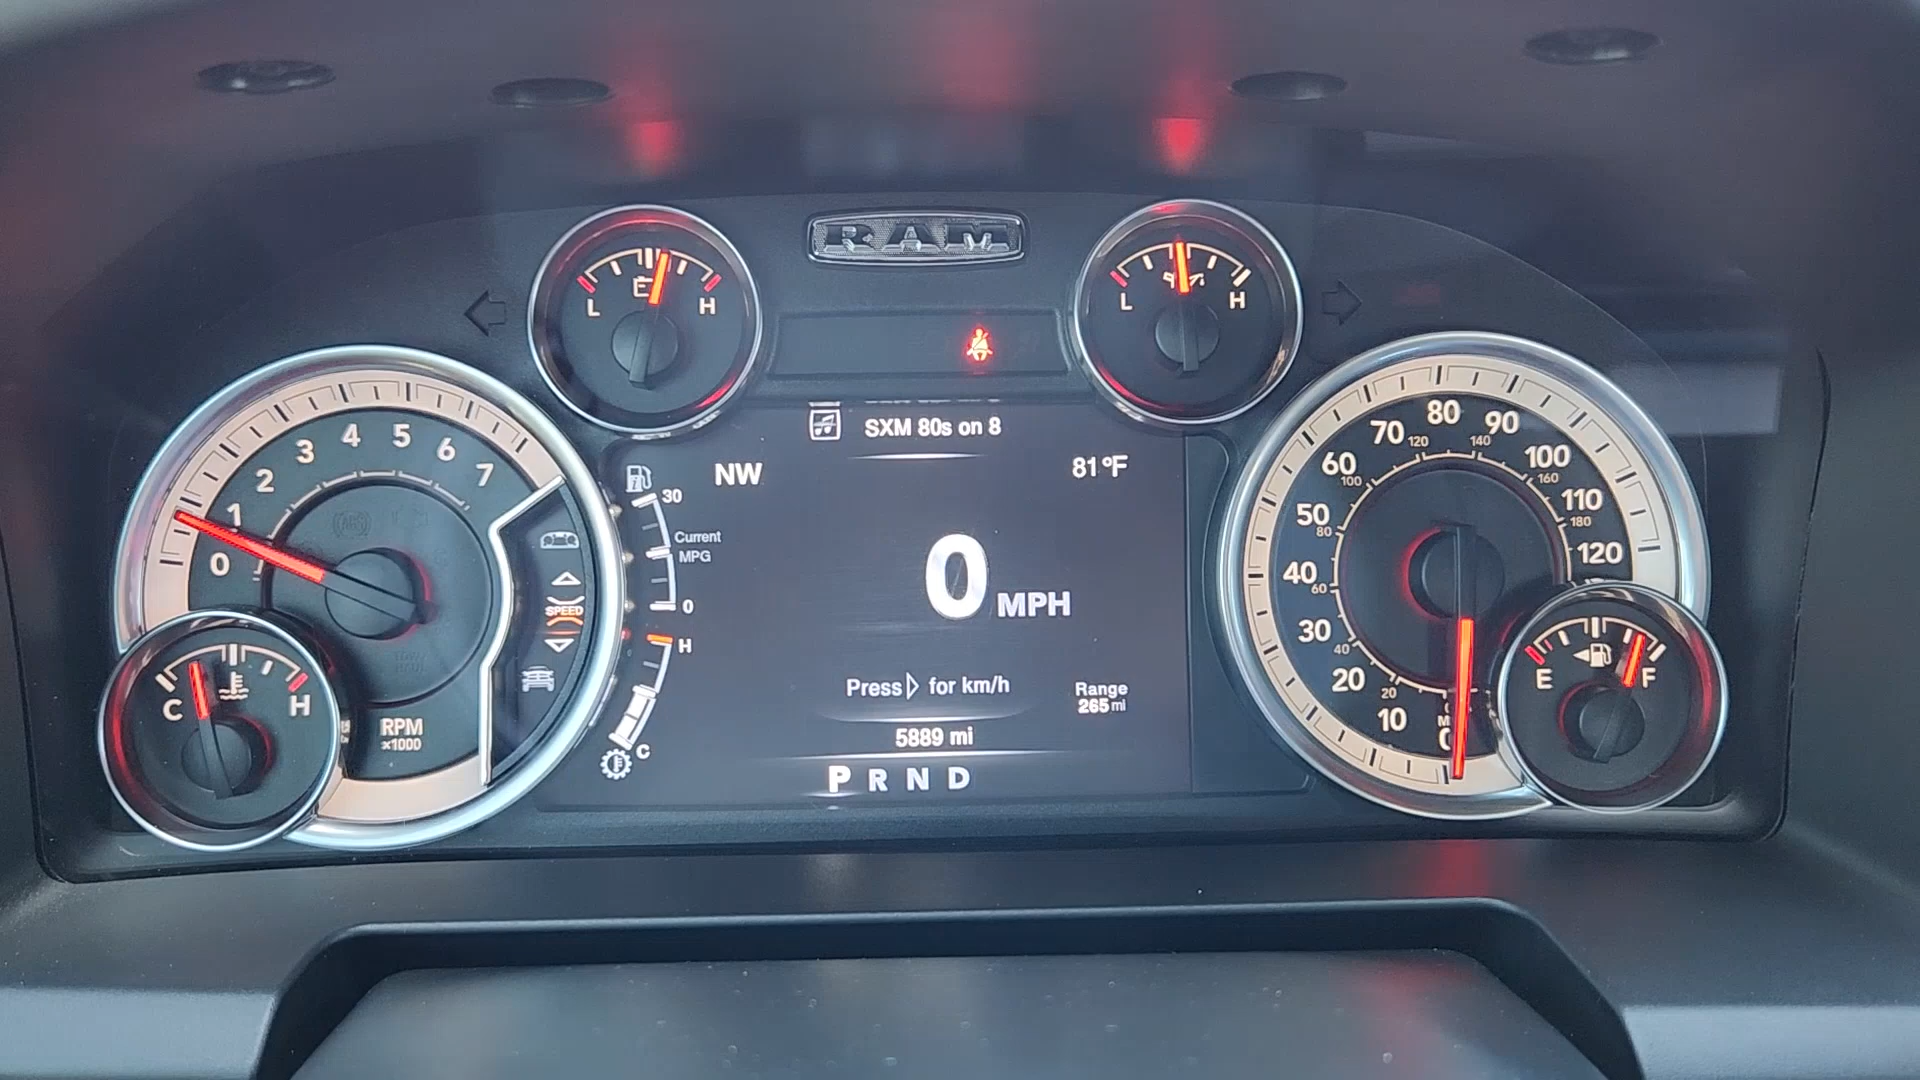 RAM
L H
L H
SXM 80s on 8
NW
81°F
0 MPH
Press ▷ for km/h
Range
265 mi
5889 mi
P R N D
30
Current
MPG
0
H
C
0 1 2 3 4 5 6 7
RPM
x1000
SPEED
C H
0 10 20 30 40 50 60 70 80 90 100 110 120
20 40 60 80 100 120 140 160 180
E F